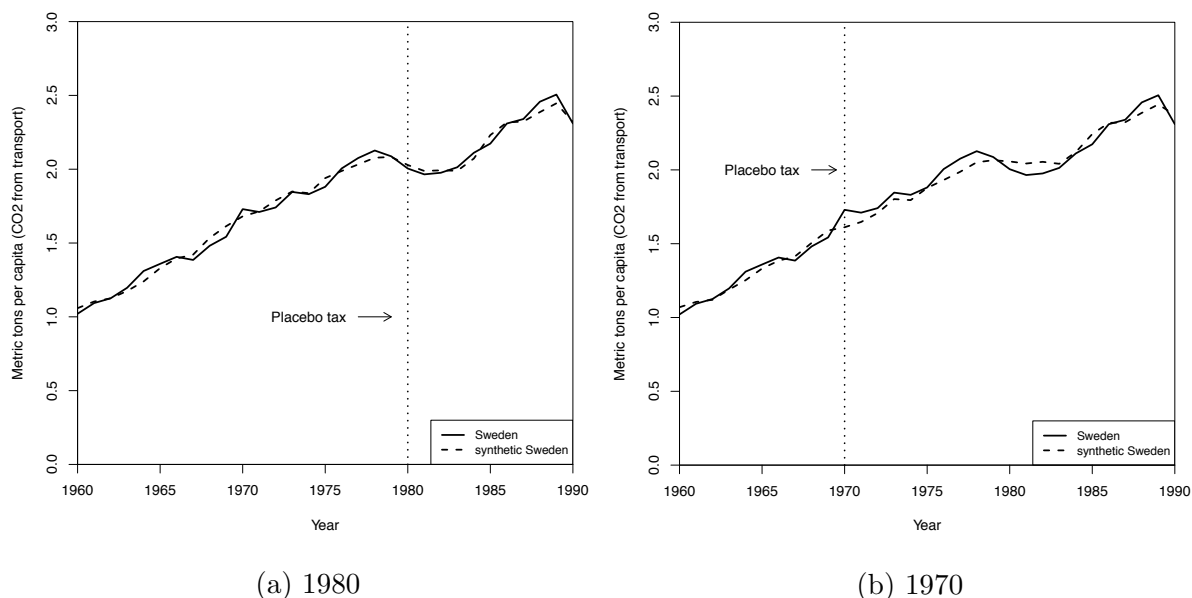 Metric tons per capita (CO2 from transport)
3.0
2.5
2.0
1.5
1.0
0.5
0.0
Placebo tax
Sweden
synthetic Sweden
1960 1965 1970 1975 1980 1985 1990
Year
(a) 1980
Metric tons per capita (CO2 from transport)
3.0
2.5
2.0
1.5
1.0
0.5
0.0
Placebo tax
Sweden
synthetic Sweden
1960 1965 1970 1975 1980 1985 1990
Year
(b) 1970